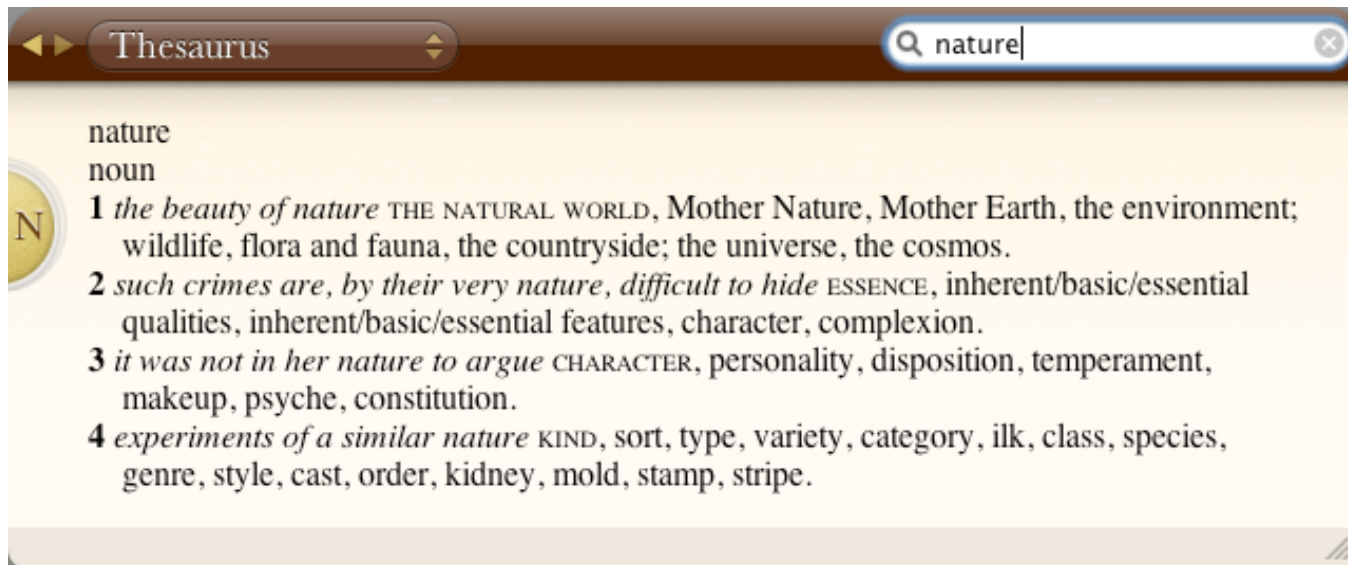 Thesaurus
nature
nature
noun
N
1 the beauty of nature THE NATURAL WORLD, Mother Nature, Mother Earth, the environment;
wildlife, flora and fauna, the countryside; the universe, the cosmos.
2 such crimes are, by their very nature, difficult to hide ESSENCE, inherent/basic/essential
qualities, inherent/basic/essential features, character, complexion.
3 it was not in her nature to argue CHARACTER, personality, disposition, temperament,
makeup, psyche, constitution.
4 experiments of a similar nature KIND, sort, type, variety, category, ilk, class, species,
genre, style, cast, order, kidney, mold, stamp, stripe.